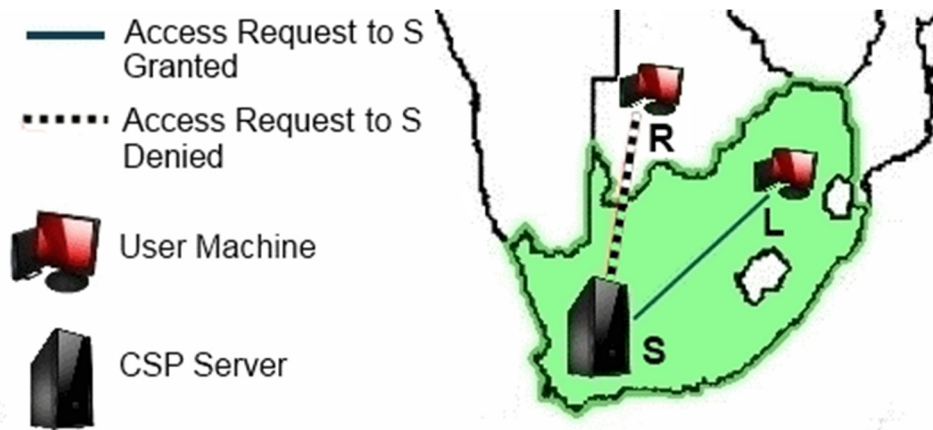 Access Request to S
Granted
Access Request to S
Denied
User Machine
CSP Server
R
L
S